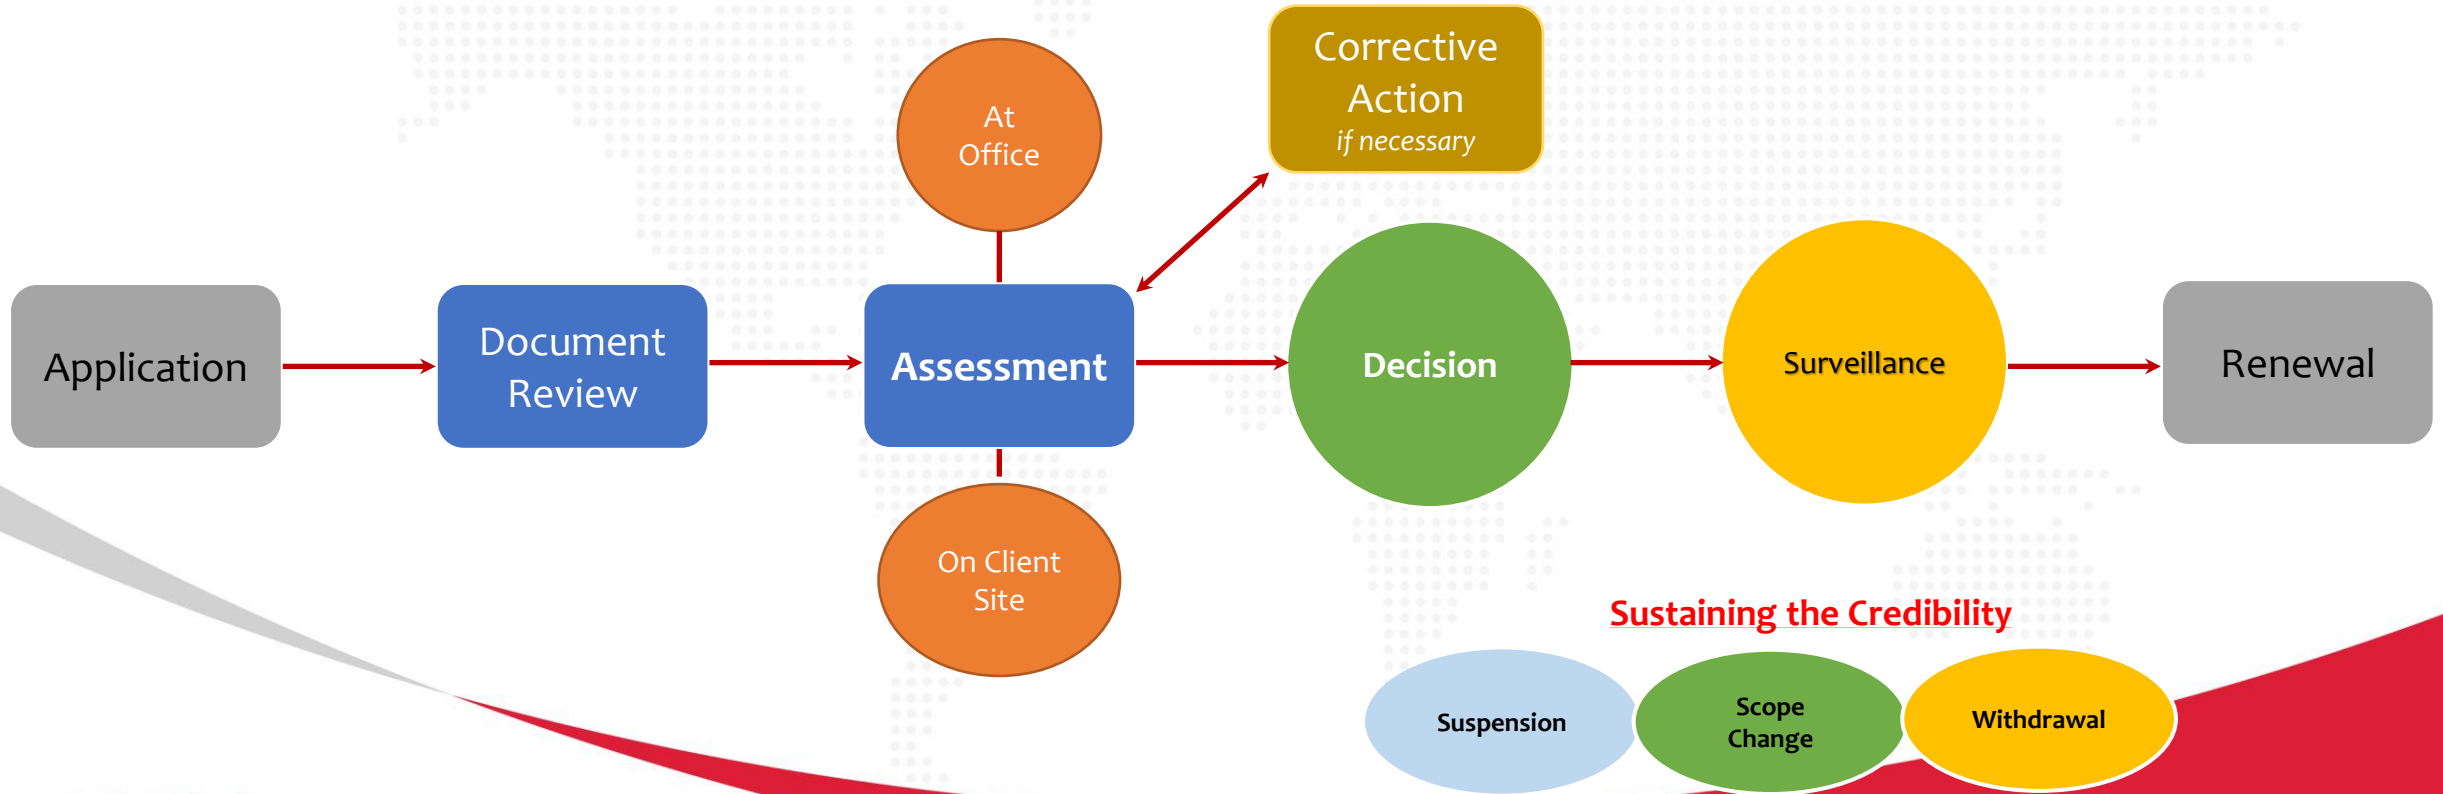 At
Office
Corrective
Action
if necessary
Application
Document
Review
Assessment
Decision
Surveillance
Renewal
On Client
Site
Sustaining the Credibility
Suspension
Scope
Change
Withdrawal